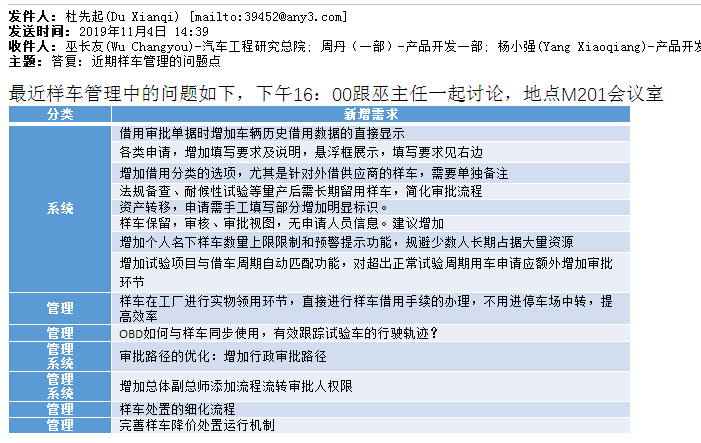 发件人：杜先起(Du Xianqi) [mailto:39452@any3.com]
发送时间：2019年11月4日 14:39
收件人：巫长友(Wu Changyou)-汽车工程研究总院; 周丹（一部）-产品开发一部; 杨小强(Yang Xiaoqiang)-产品开发
主题：答复：近期样车管理的问题点
最近样车管理中的问题如下，下午16：00跟巫主任一起讨论，地点M201会议室
分类 新增需求
系统
借用审批单据时增加车辆历史借用数据的直接显示
各类申请，增加填写要求及说明，悬浮框展示，填写要求见右边
增加借用分类的选项，尤其是针对外借供应商的样车，需要单独备注
法规备查、耐候性试验等量产后需长期留用样车，简化审批流程
资产转移，申请需手工填写部分增加明显标识。
样车保留，审核、审批视图，无申请人员信息。建议增加
增加个人名下样车数量上限限制和预警提示功能，规避少数人长期占据大量资源
增加试验项目与借车周期自动匹配功能，对超出正常试验周期用车申请应额外增加审批
环节
管理 样车在工厂进行实物领用环节，直接进行样车借用手续的办理，不用进停车场中转，提
高效率
管理 OBD如何与样车同步使用，有效跟踪试验车的行驶轨迹？
管理
系统 审批路径的优化：增加行政审批路径
管理
系统 增加总体副总师添加流程流转审批人权限
管理 样车处置的细化流程
管理 完善样车降价处置运行机制